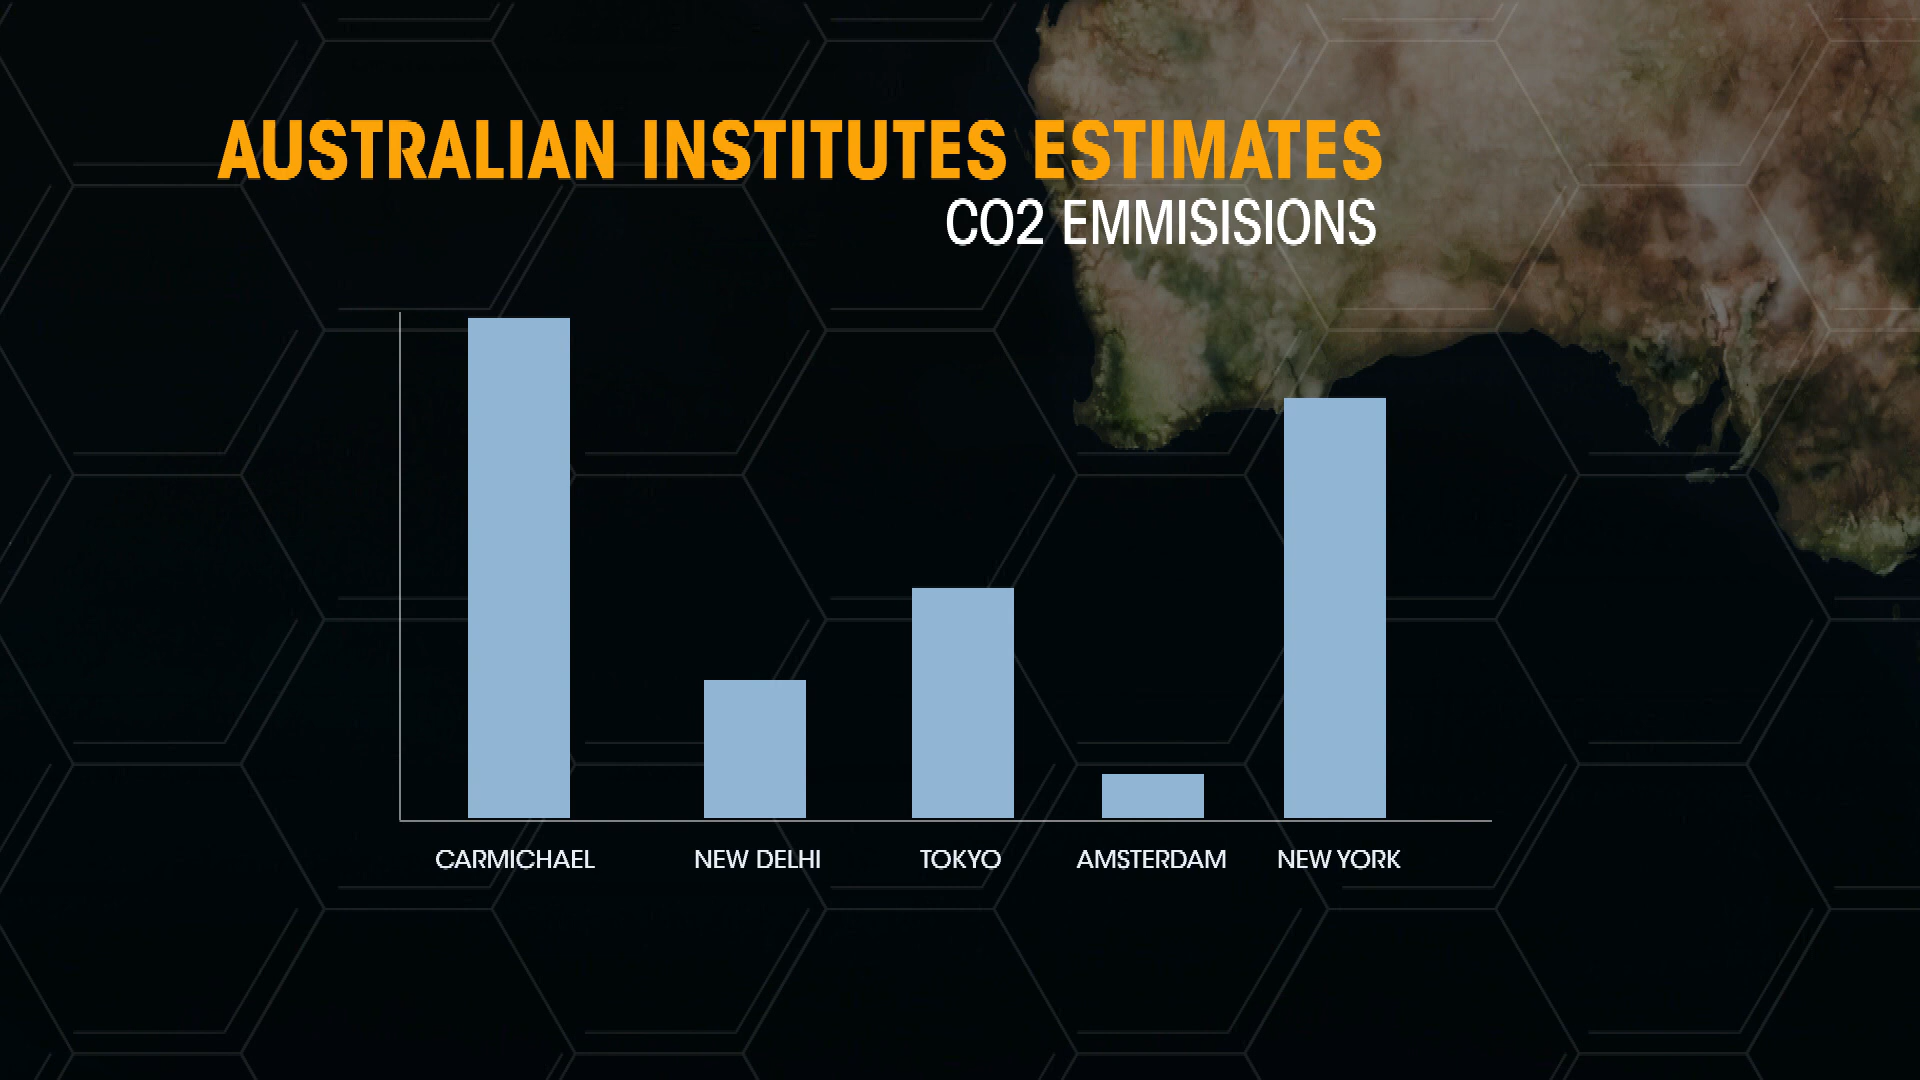 AUSTRALIAN INSTITUTES ESTIMATES
CO2 EMMISISIONS
CARMICHAEL NEW DELHI TOKYO AMSTERDAM NEW YORK